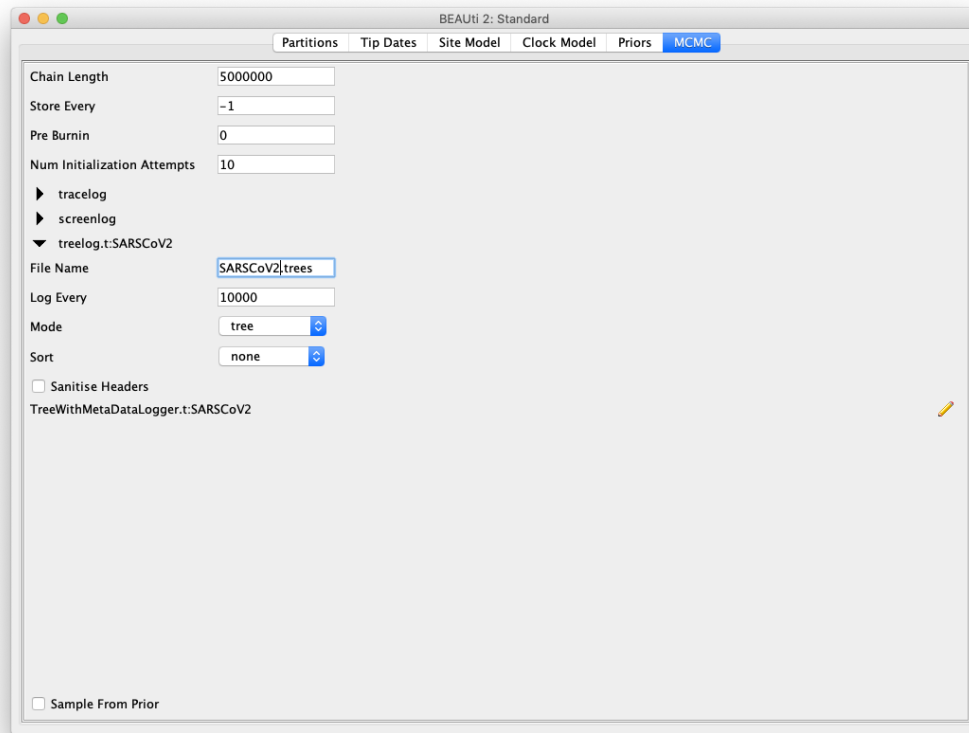 BEAUti 2: Standard
Partitions Tip Dates Site Model Clock Model Priors MCMC
Chain Length 5000000
Store Every -1
Pre Burnin 0
Num Initialization Attempts 10
tracelog
screenlog
treelog.t:SARSCoV2
File Name SARSCoV2.trees
Log Every 10000
Mode tree
Sort none
Sanitise Headers
TreeWithMetaDataLogger.t:SARSCoV2
Sample From Prior